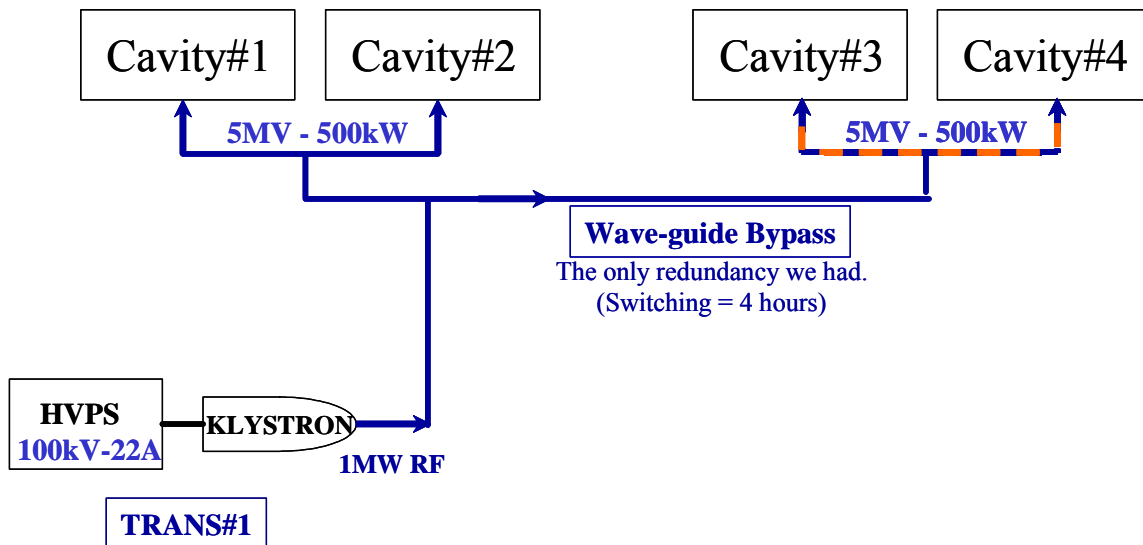 Cavity#1
Cavity#2
Cavity#3
Cavity#4
5MV - 500kW
5MV - 500kW
Wave-guide Bypass
The only redundancy we had.
(Switching = 4 hours)
HVPS
100kV-22A
KLYSTRON
1MW RF
TRANS#1